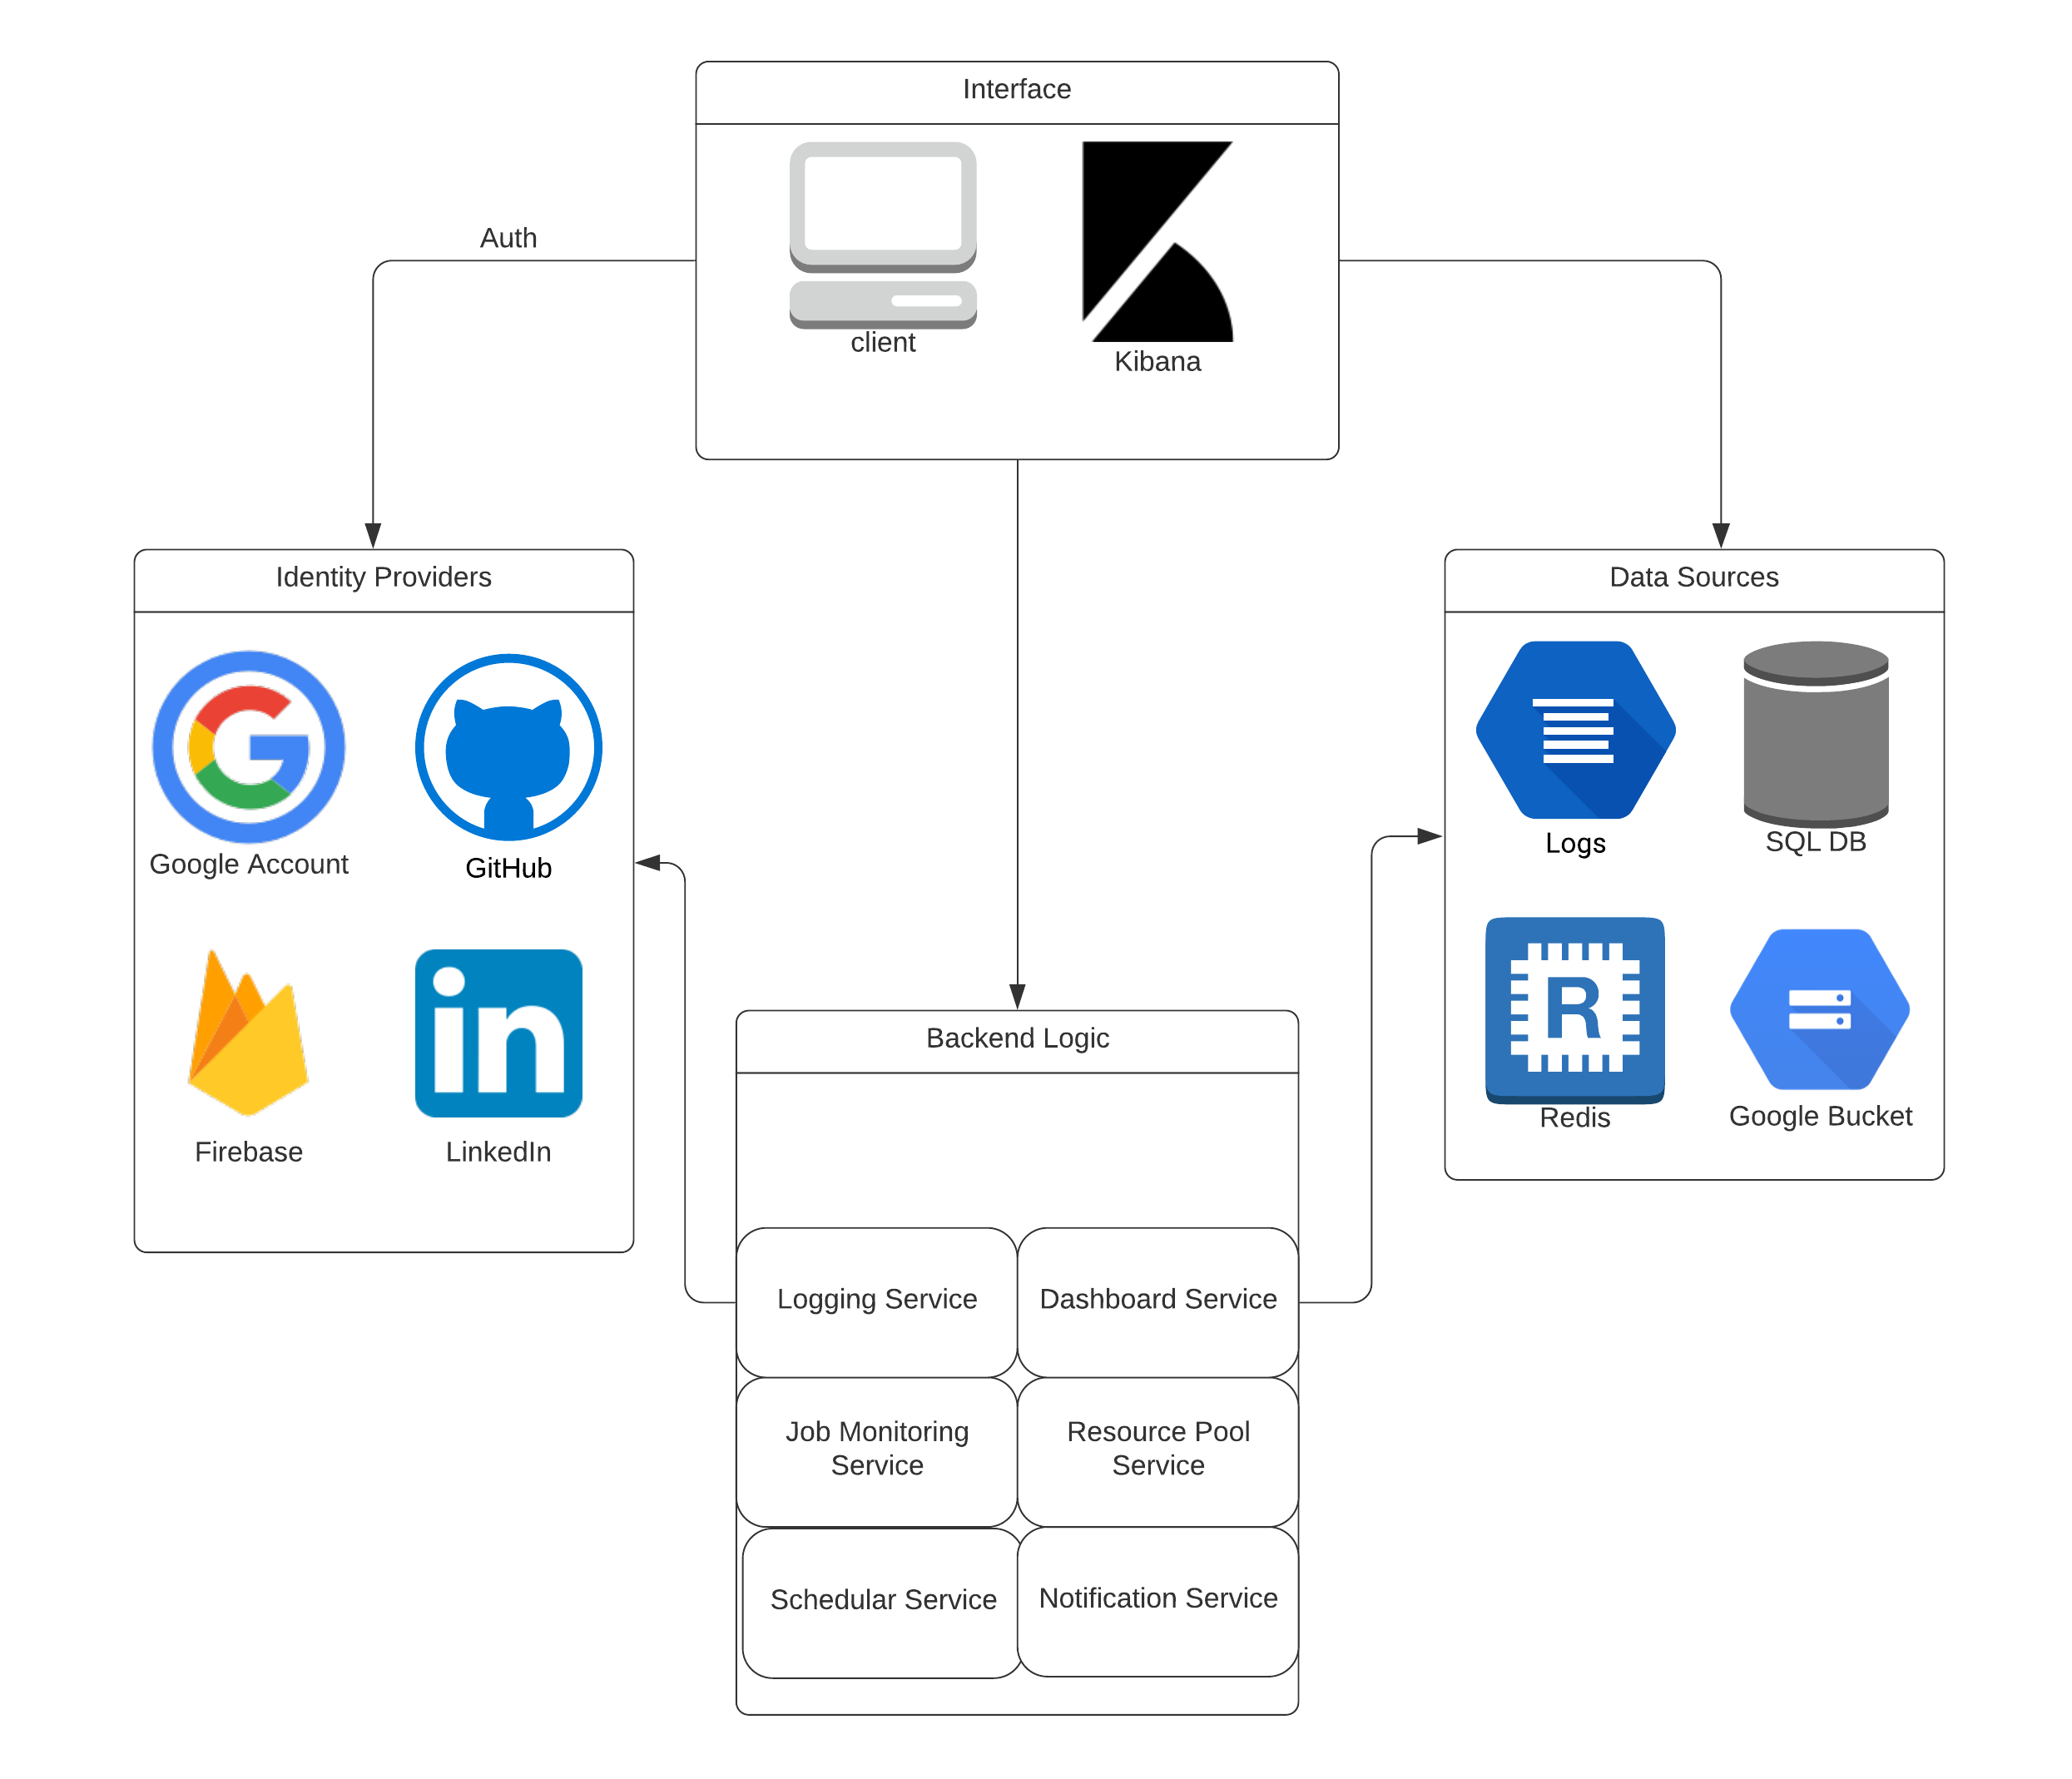 Interface
client
Kibana
Auth
Identity Providers
Google Account
GitHub
Firebase
LinkedIn
Data Sources
Logs
SQL DB
R
Redis
Google Bucket
Backend Logic
Logging Service
Dashboard Service
Job Monitoring
Service
Resource Pool
Service
Schedular Service
Notification Service